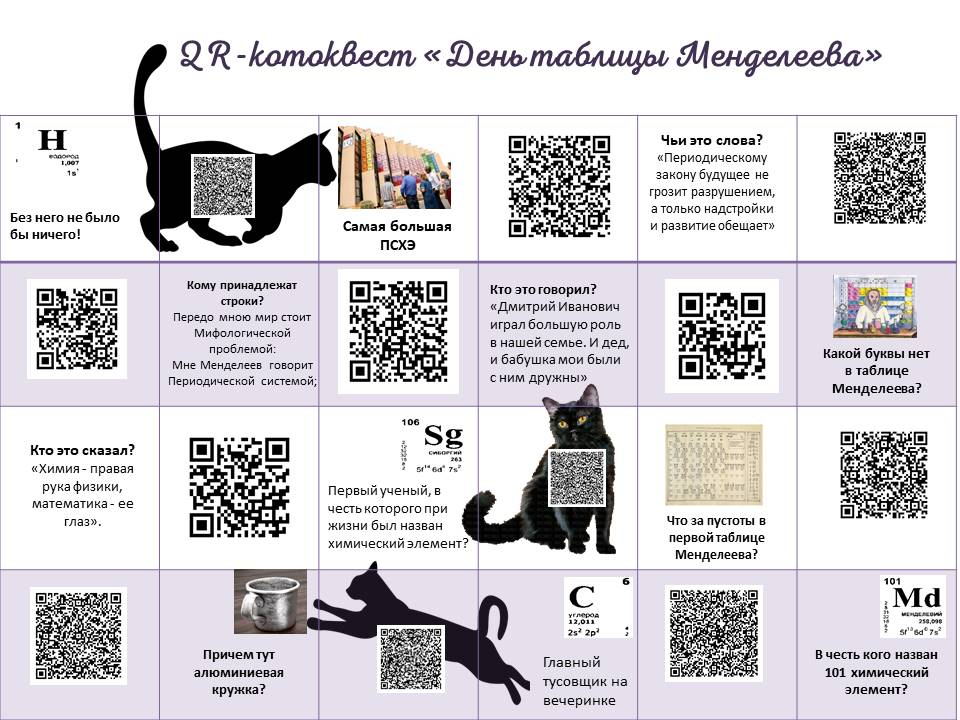 QR-котоквест «День таблицы Менделеева»
1
H
ВОДОРОД
1,007
1s¹
Без него не было
бы ничего!
Самая большая
ПСХЭ
Чьи это слова?
«Периодическому
закону будущее не
грозит разрушением,
а только надстройки
и развитие обещает»
Кому принадлежат
строки?
Передо мною мир стоит
Мифологической
проблемой:
Мне Менделеев говорит
Периодической системой;
Кто это говорил?
«Дмитрий Иванович
играл большую роль
в нашей семье. И дед,
и бабушка мои были
с ним дружны»
Какой буквы нет
в таблице
Менделеева?
Кто это сказал?
«Химия - правая
рука физики,
математика - ее
глаз».
106
Sg
СИБОРГИЙ
263
5f¹⁴6d⁴ 7s²
Первый ученый, в
честь которого при
жизни был назван
химический элемент?
Что за пустоты в
первой таблице
Менделеева?
Причем тут
алюминиевая
кружка?
6
C
УГЛЕРОД
12,011
2s² 2p²
Главный
тусовщик на
вечеринке
101
Md
МЕНДЕЛЕВИЙ
258,098
5f¹³6d⁰7s²
В честь кого назван
101 химический
элемент?